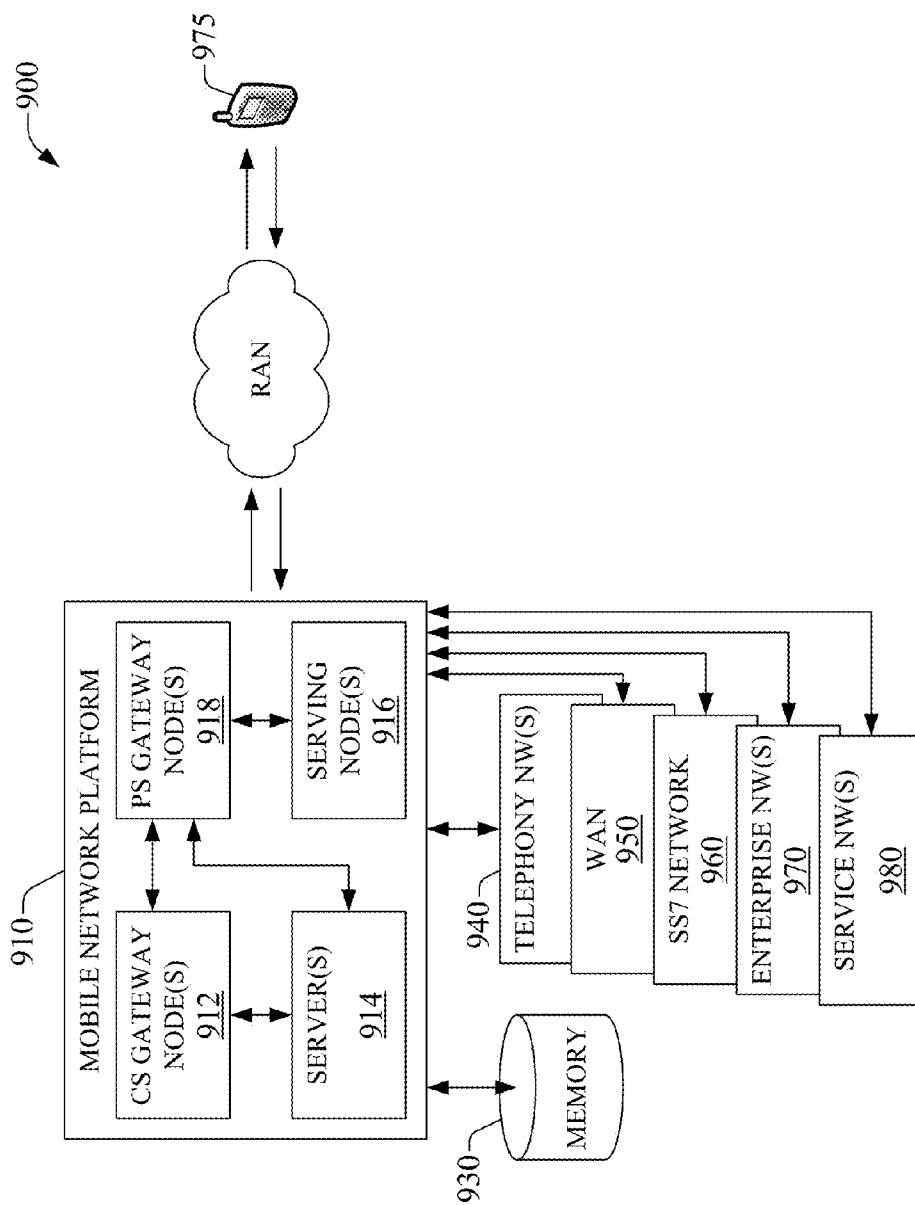 900
910
MOBILE NETWORK PLATFORM
CS GATEWAY
NODE(S)
912
PS GATEWAY
NODE(S)
918
SERVER(S)
914
SERVING
NODE(S)
916
RAN
975
930
MEMORY
940
TELEPHONY NW(S)
WAN
950
SS7 NETWORK
960
ENTERPRISE NW(S)
970
SERVICE NW(S)
980